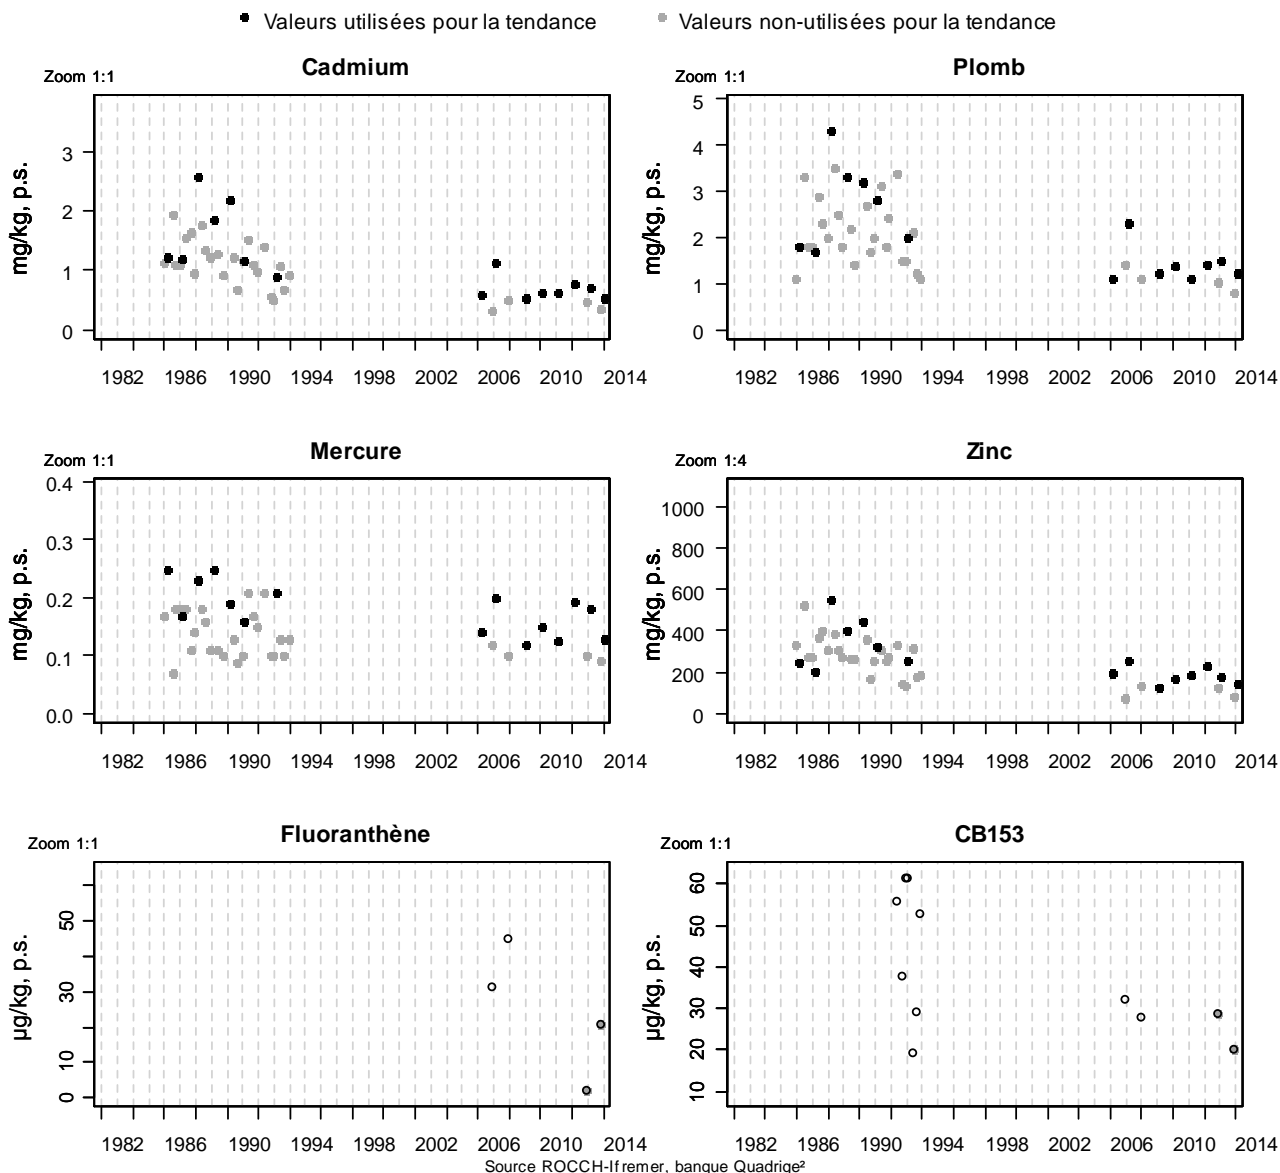 Valeurs utilisées pour la tendance Valeurs non-utilisées pour la tendance
Zoom 1:1 Cadmium
mg/kg, p.s.
3
2
1
0
1982 1986 1990 1994 1998 2002 2006 2010 2014
Zoom 1:1 Plomb
mg/kg, p.s.
5
4
3
2
1
0
1982 1986 1990 1994 1998 2002 2006 2010 2014
Zoom 1:1 Mercure
mg/kg, p.s.
0.4
0.3
0.2
0.1
0.0
1982 1986 1990 1994 1998 2002 2006 2010 2014
Zoom 1:4 Zinc
mg/kg, p.s.
1000
800
600
400
200
0
1982 1986 1990 1994 1998 2002 2006 2010 2014
Zoom 1:1 Fluoranthène
µg/kg, p.s.
50
30
10
0
1982 1986 1990 1994 1998 2002 2006 2010 2014
Zoom 1:1 CB153
µg/kg, p.s.
60
50
40
30
20
10
1982 1986 1990 1994 1998 2002 2006 2010 2014
Source ROCCH-Ifremer, banque Quadrige²